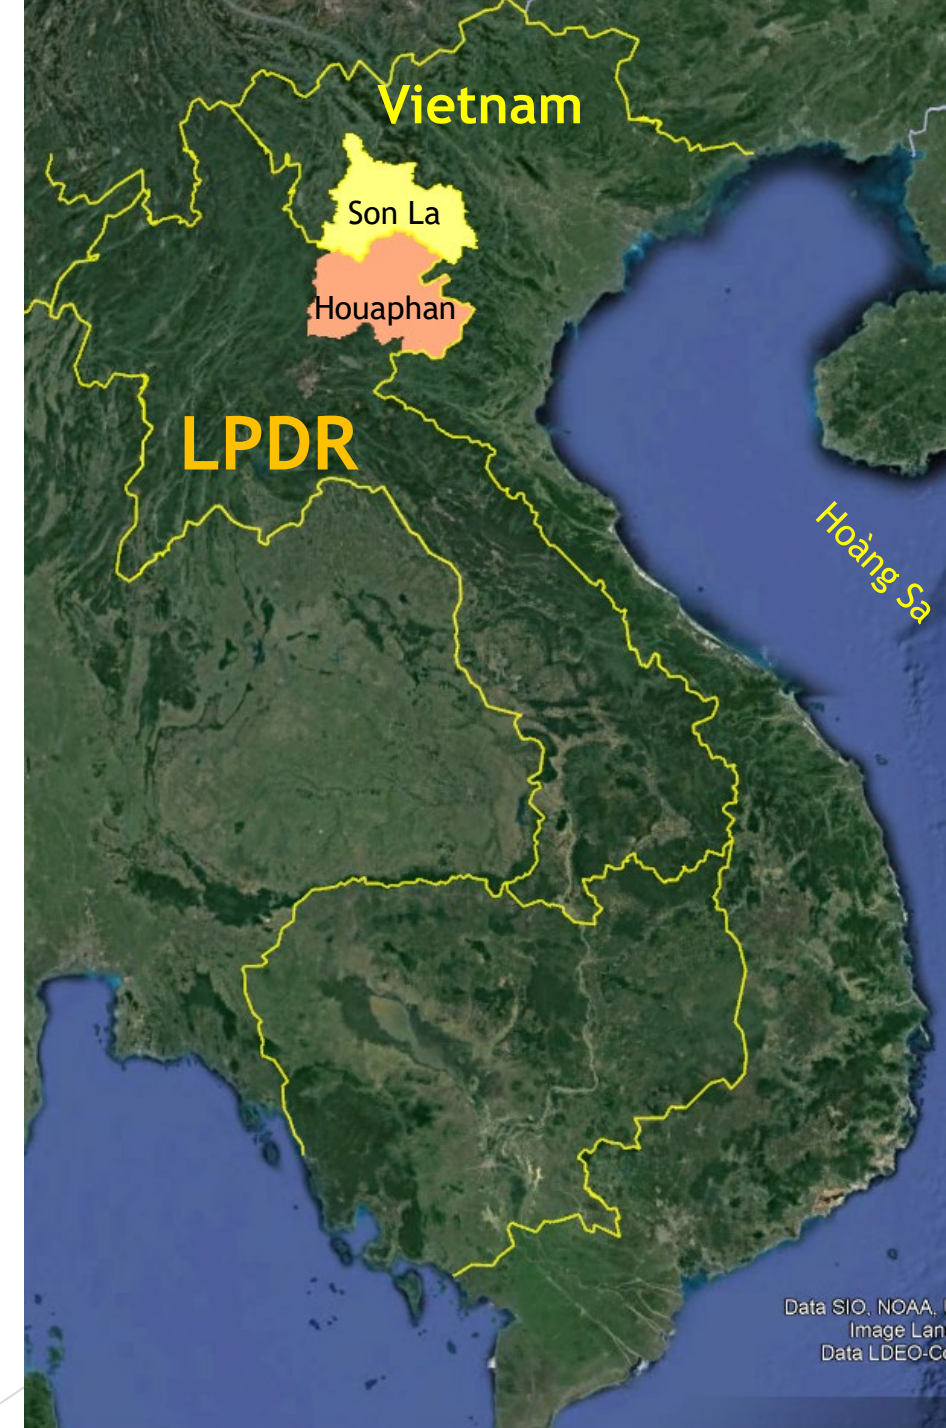 Vietnam
Son La
Houaphan
LPDR
Hoàng Sa
Data SIO, NOAA,
Image Lan
Data LDEO-Co